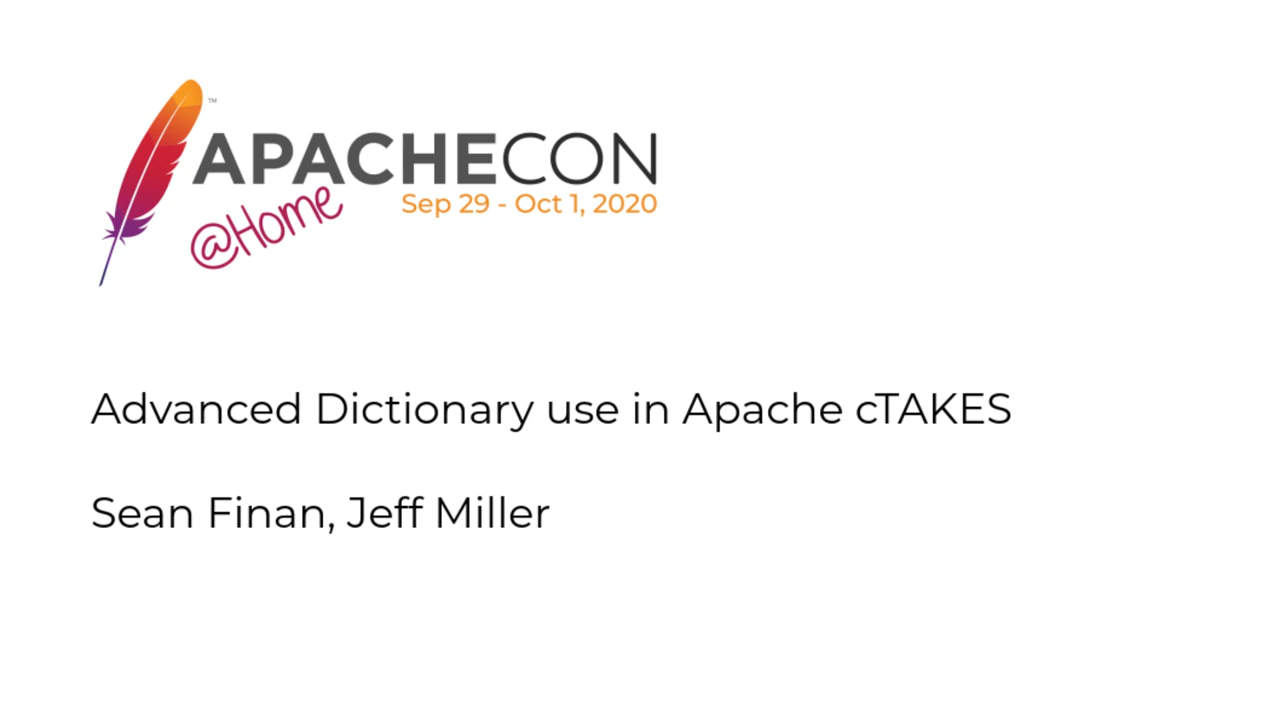 ™
APACHECON
@Home
Sep 29 - Oct 1, 2020
Advanced Dictionary use in Apache cTAKES
Sean Finan, Jeff Miller